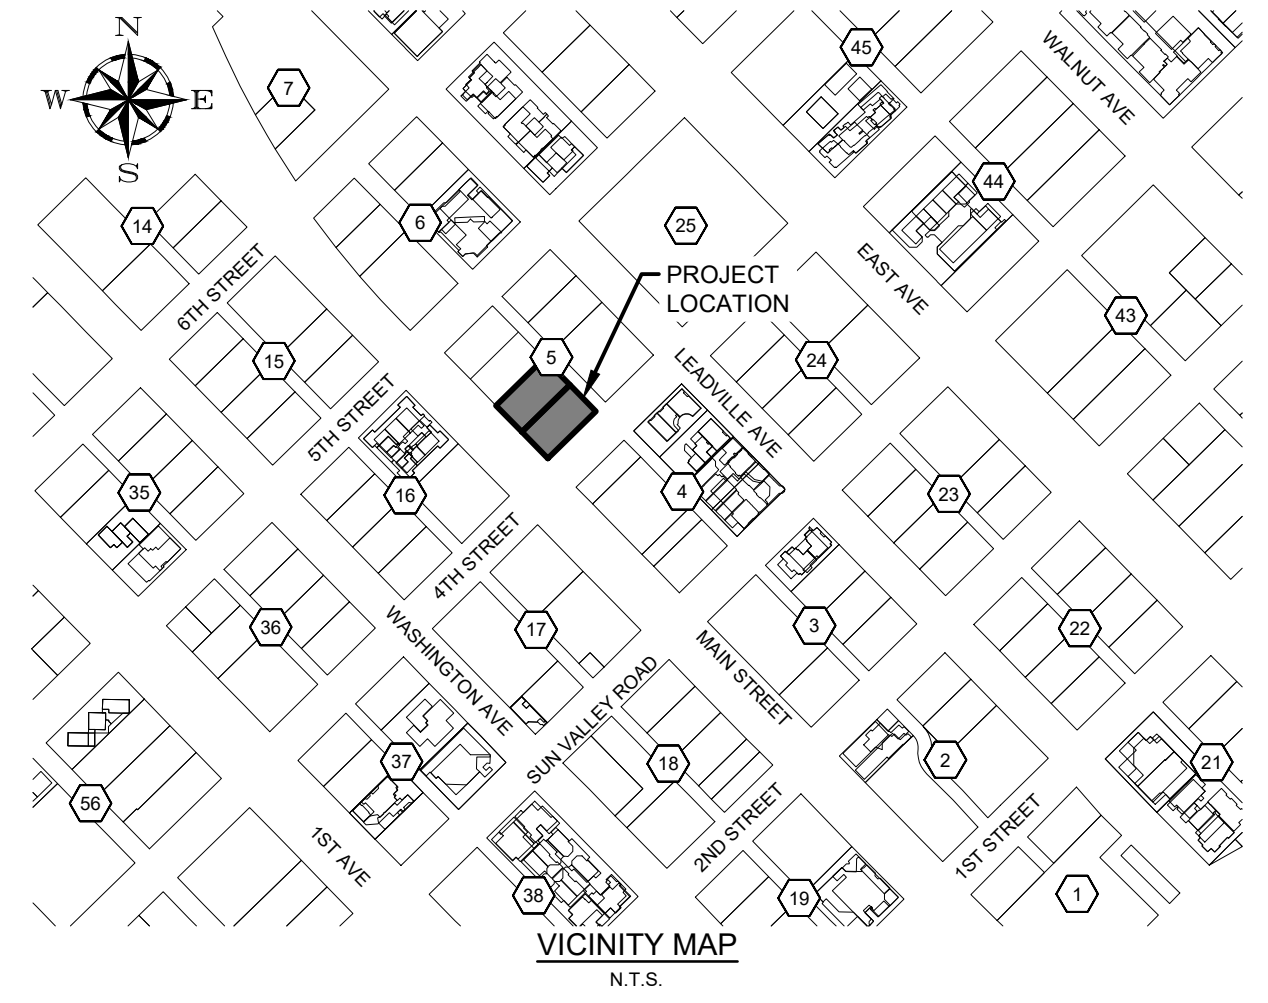 N
W E
S
7
45
WALNUT AVE
44
14
6
25
EAST AVE
6TH STREET
PROJECT
LOCATION
43
15
5
24
LEADVILLE AVE
5TH STREET
35
16
4
23
4TH STREET
36
WASHINGTON AVE
17
MAIN STREET
3
22
SUN VALLEY ROAD
37
18
2
21
56
1ST AVE
2ND STREET
1ST STREET
38
19
1
VICINITY MAP
N.T.S.